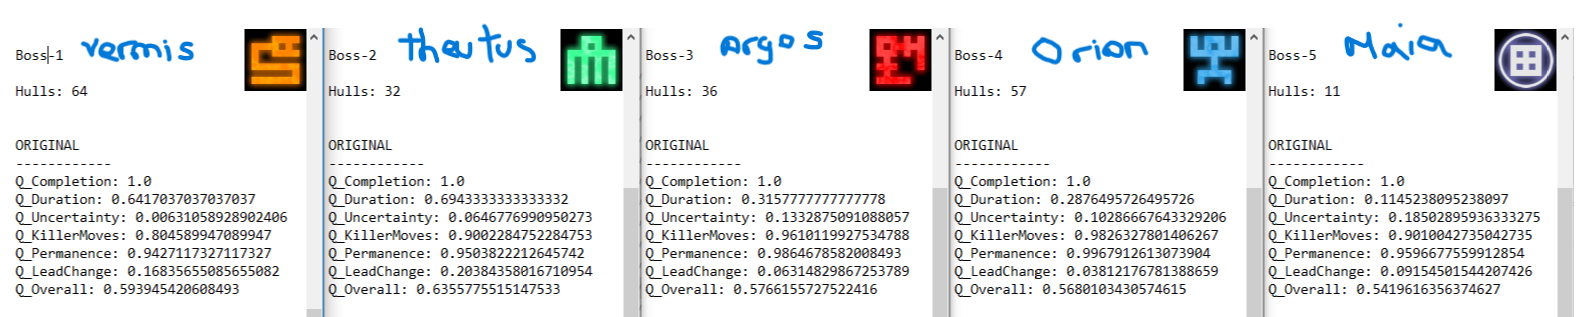 Boss-1 vermis
Hulls: 64
ORIGINAL
------------
Q_Completion: 1.0
Q_Duration: 0.6417037037037037
Q_Uncertainty: 0.00631058928902406
Q_KillerMoves: 0.804589947089947
Q_Permanence: 0.9427117327117327
Q_LeadChange: 0.16835655085655082
Q_Overall: 0.593945420608493
Boss-2 theutus
Hulls: 32
ORIGINAL
------------
Q_Completion: 1.0
Q_Duration: 0.6943333333333332
Q_Uncertainty: 0.0646776990950273
Q_KillerMoves: 0.9002284752284753
Q_Permanence: 0.9503822212645742
Q_LeadChange: 0.20384358016710954
Q_Overall: 0.6355775515147533
Boss-3 Argos
Hulls: 36
ORIGINAL
------------
Q_Completion: 1.0
Q_Duration: 0.3157777777777778
Q_Uncertainty: 0.1332875091088057
Q_KillerMoves: 0.9610119927534788
Q_Permanence: 0.9864678582008493
Q_LeadChange: 0.06314829867253789
Q_Overall: 0.5766155727522416
Boss-4 Orion
Hulls: 57
ORIGINAL
------------
Q_Completion: 1.0
Q_Duration: 0.2876495726495726
Q_Uncertainty: 0.10286667643329206
Q_KillerMoves: 0.9826327801406267
Q_Permanence: 0.9967912613073904
Q_LeadChange: 0.03812176781388659
Q_Overall: 0.5680103430574615
Boss-5 Maia
Hulls: 11
ORIGINAL
------------
Q_Completion: 1.0
Q_Duration: 0.1145238095238097
Q_Uncertainty: 0.18502895936333275
Q_KillerMoves: 0.9010042735042735
Q_Permanence: 0.9596677559912854
Q_LeadChange: 0.09154501544207426
Q_Overall: 0.5419616356374627